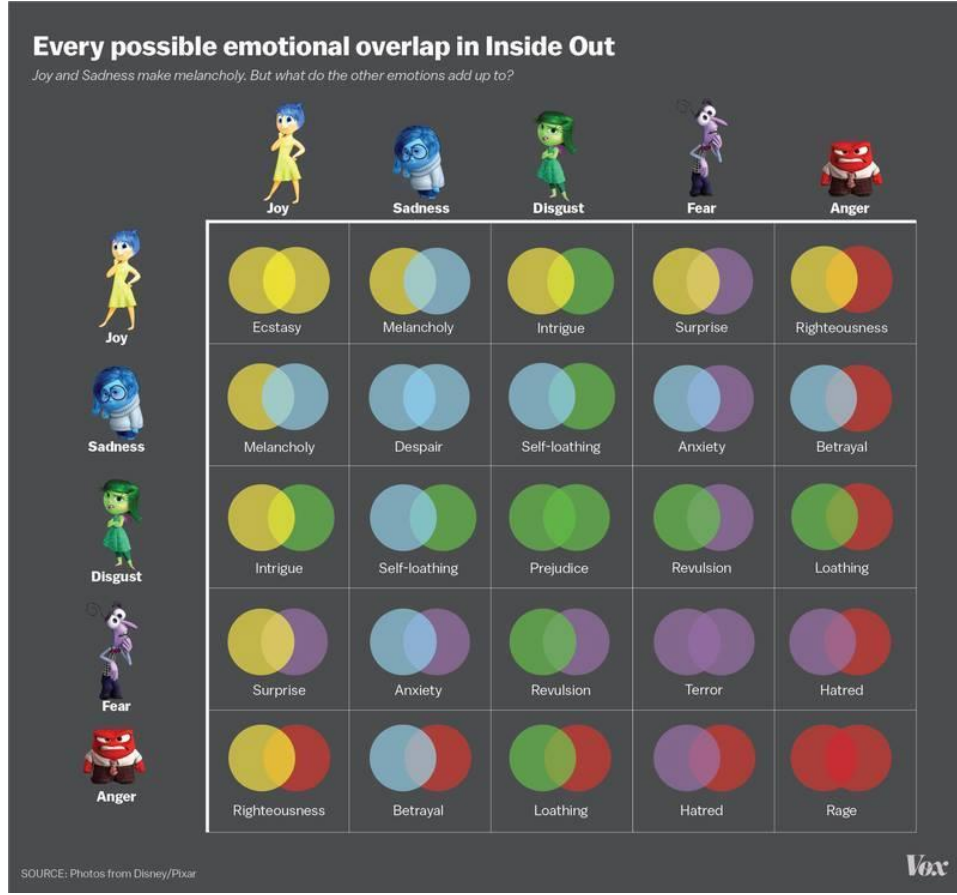 Every possible emotional overlap in Inside Out
Joy and Sadness make melancholy. But what do the other emotions add up to?
Joy Sadness Disgust Fear Anger
Joy
Ecstasy Melancholy Intrigue Surprise Righteousness
Sadness
Melancholy Despair Self-loathing Anxiety Betrayal
Disgust
Intrigue Self-loathing Prejudice Revulsion Loathing
Fear
Surprise Anxiety Revulsion Terror Hatred
Anger
Righteousness Betrayal Loathing Hatred Rage
SOURCE: Photos from Disney/Pixar
Vox